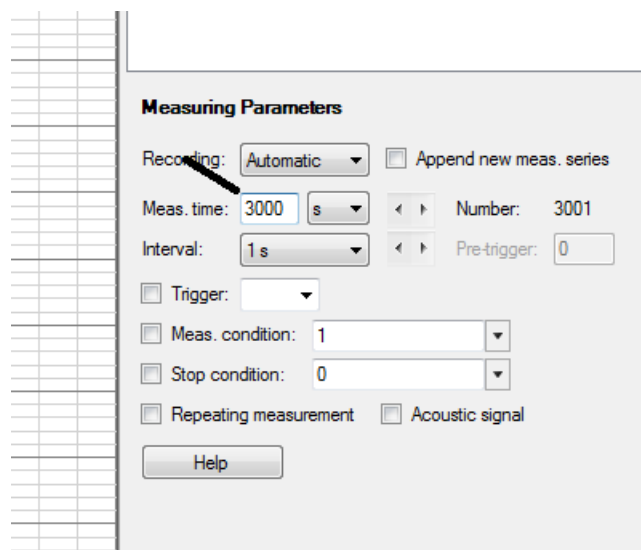 Measuring Parameters
Recording: Automatic Append new meas. series
Meas. time: 3000 s Number: 3001
Interval: 1 s Pre-trigger: 0
Trigger:
Meas. condition: 1
Stop condition: 0
Repeating measurement Acoustic signal
Help